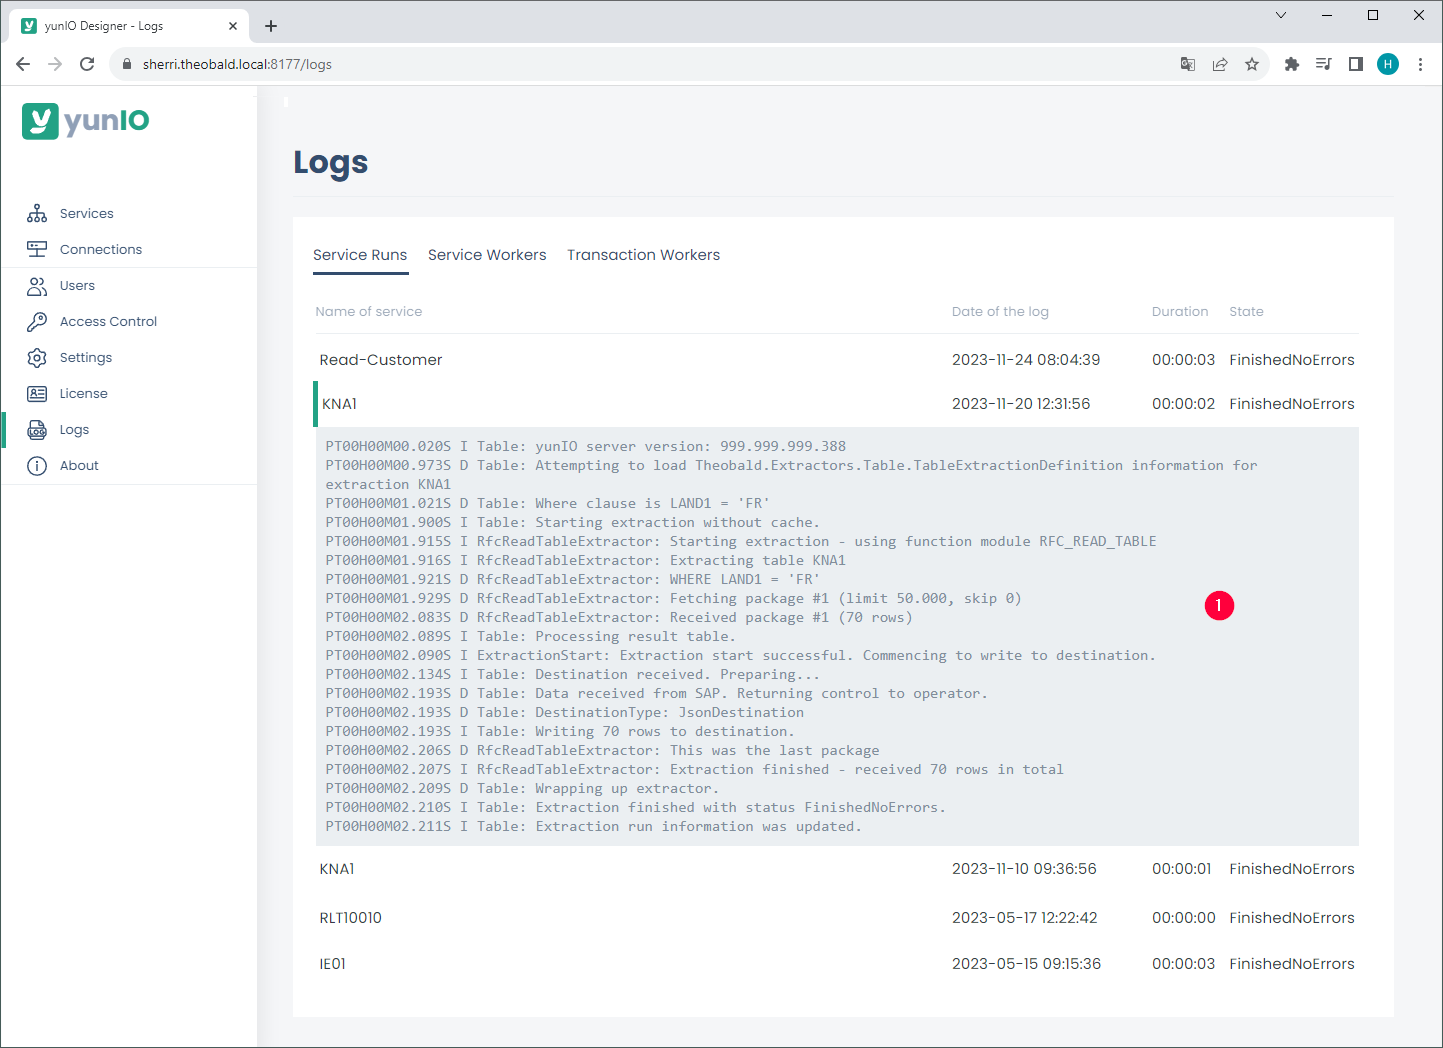 yunIO Designer - Logs
sherri.theobald.local:8177/logs
H
yunIO
Services
Connections
Users
Access Control
Settings
License
LOG
Logs
About
Logs
Service Runs Service Workers Transaction Workers
Name of service Date of the log Duration State
Read-Customer 2023-11-24 08:04:39 00:00:03 FinishedNoErrors
KNA1 2023-11-20 12:31:56 00:00:02 FinishedNoErrors
PT00H00M00.020S I Table: yunIO server version: 999.999.999.388
PT00H00M00.973S D Table: Attempting to load Theobald.Extractors.Table.TableExtractionDefinition information for
extraction KNA1
PT00H00M01.021S D Table: Where clause is LAND1 = 'FR'
PT00H00M01.900S I Table: Starting extraction without cache.
PT00H00M01.915S I RfcReadTableExtractor: Starting extraction - using function module RFC_READ_TABLE
PT00H00M01.916S I RfcReadTableExtractor: Extracting table KNA1
PT00H00M01.921S D RfcReadTableExtractor: WHERE LAND1 = 'FR'
PT00H00M01.929S D RfcReadTableExtractor: Fetching package #1 (limit 50.000, skip 0)
1
PT00H00M02.083S D RfcReadTableExtractor: Received package #1 (70 rows)
PT00H00M02.089S I Table: Processing result table.
PT00H00M02.090S I ExtractionStart: Extraction start successful. Commencing to write to destination.
PT00H00M02.134S I Table: Destination received. Preparing...
PT00H00M02.193S D Table: Data received from SAP. Returning control to operator.
PT00H00M02.193S D Table: DestinationType: JsonDestination
PT00H00M02.193S I Table: Writing 70 rows to destination.
PT00H00M02.206S D RfcReadTableExtractor: This was the last package
PT00H00M02.207S I RfcReadTableExtractor: Extraction finished - received 70 rows in total
PT00H00M02.209S D Table: Wrapping up extractor.
PT00H00M02.210S I Table: Extraction finished with status FinishedNoErrors.
PT00H00M02.211S I Table: Extraction run information was updated.
KNA1 2023-11-10 09:36:56 00:00:01 FinishedNoErrors
RLT10010 2023-05-17 12:22:42 00:00:00 FinishedNoErrors
IE01 2023-05-15 09:15:36 00:00:03 FinishedNoErrors